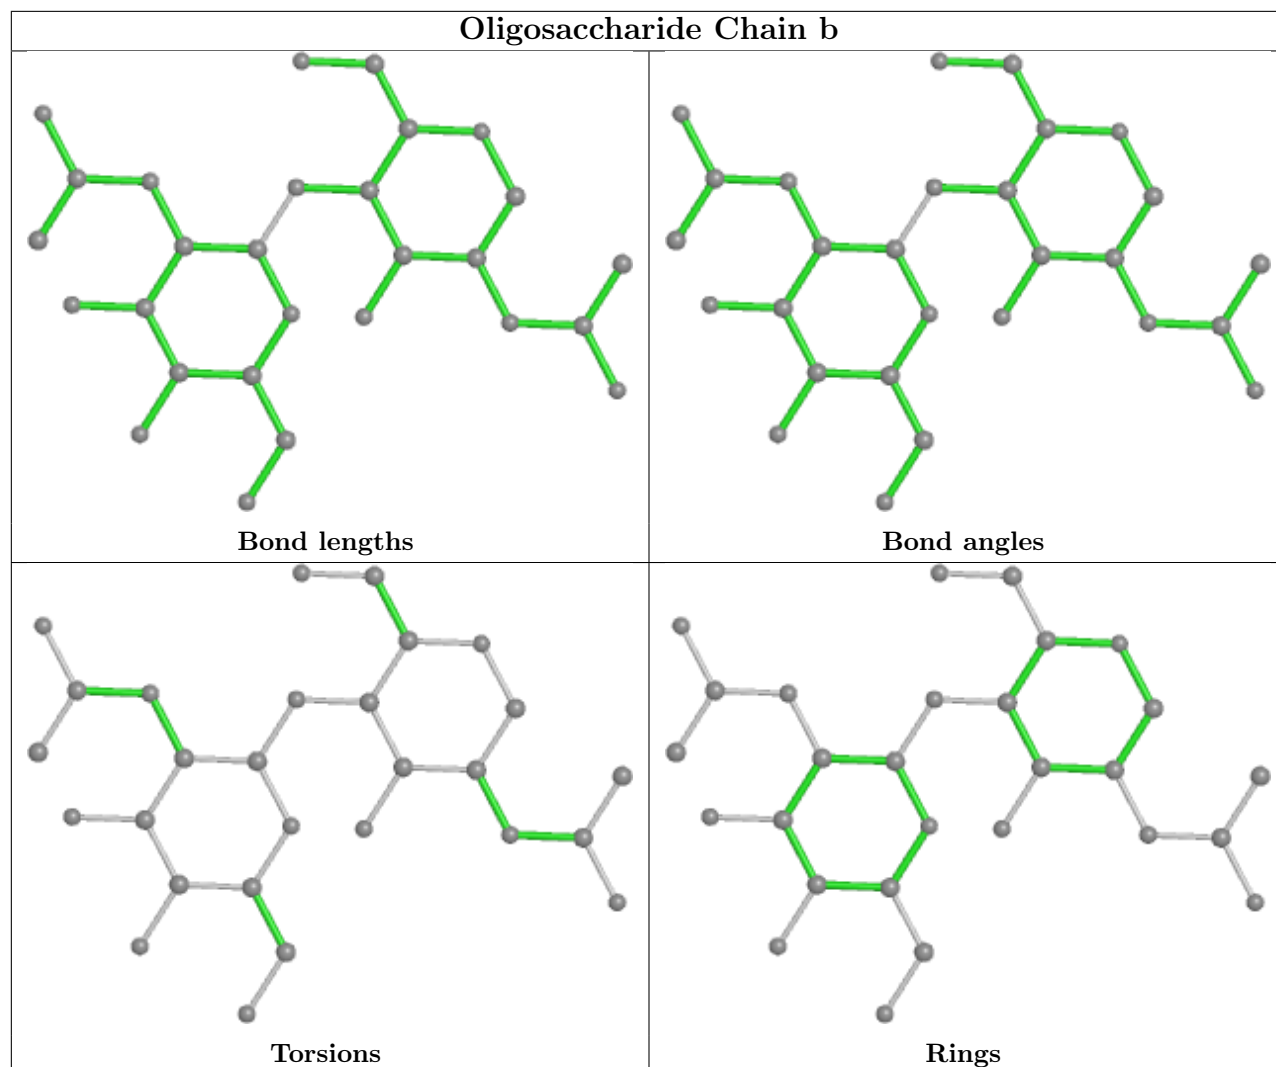 Oligosaccharide Chain b
Bond lengths
Bond angles
Torsions
Rings